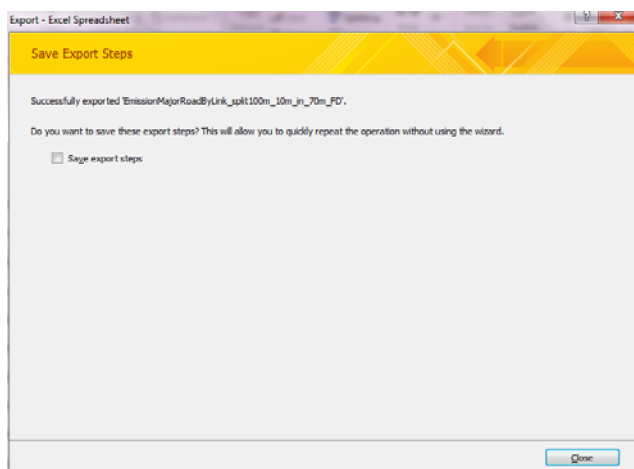 Export - Excel Spreadsheet
Save Export Steps
Successfully exported 'EmissionMajorRoadByLink_split100m_10m_jn_70m_FD'.
Do you want to save these export steps? This will allow you to quickly repeat the operation without using the wizard.
Save export steps
Close